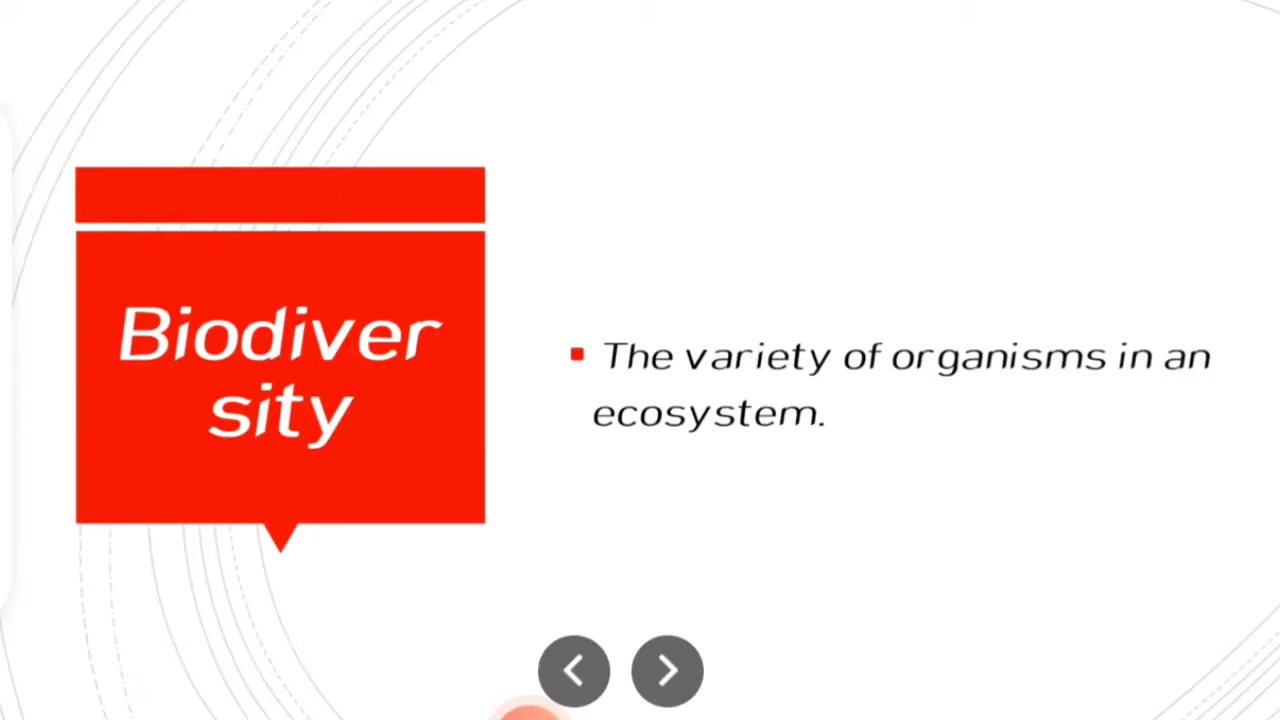 Biodiver
sity
The variety of organisms in an
ecosystem.